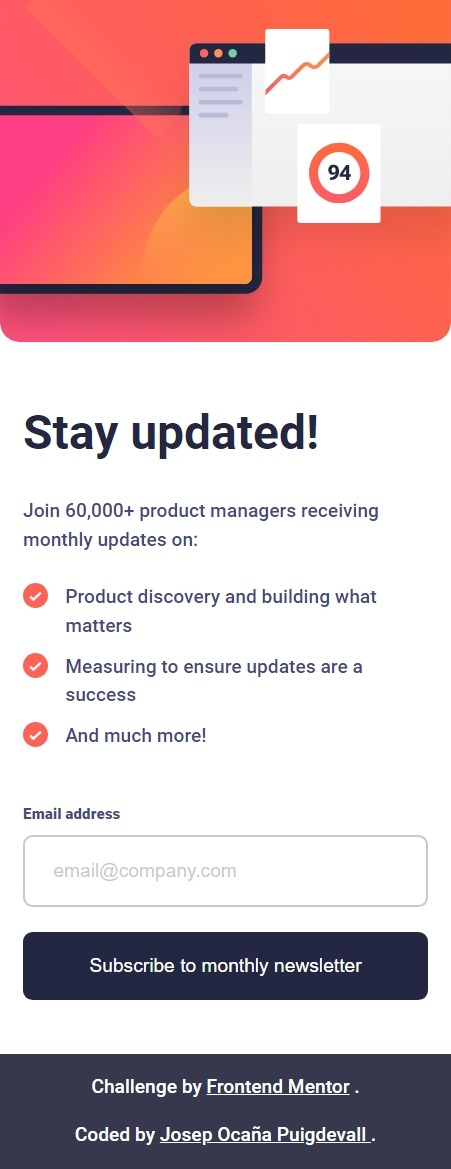 94
Stay updated!
Join 60,000+ product managers receiving
monthly updates on:
Product discovery and building what
matters
Measuring to ensure updates are a
success
And much more!
Email address
email@company.com
Subscribe to monthly newsletter
Challenge by Frontend Mentor .
Coded by Josep Ocaña Puigdevall .